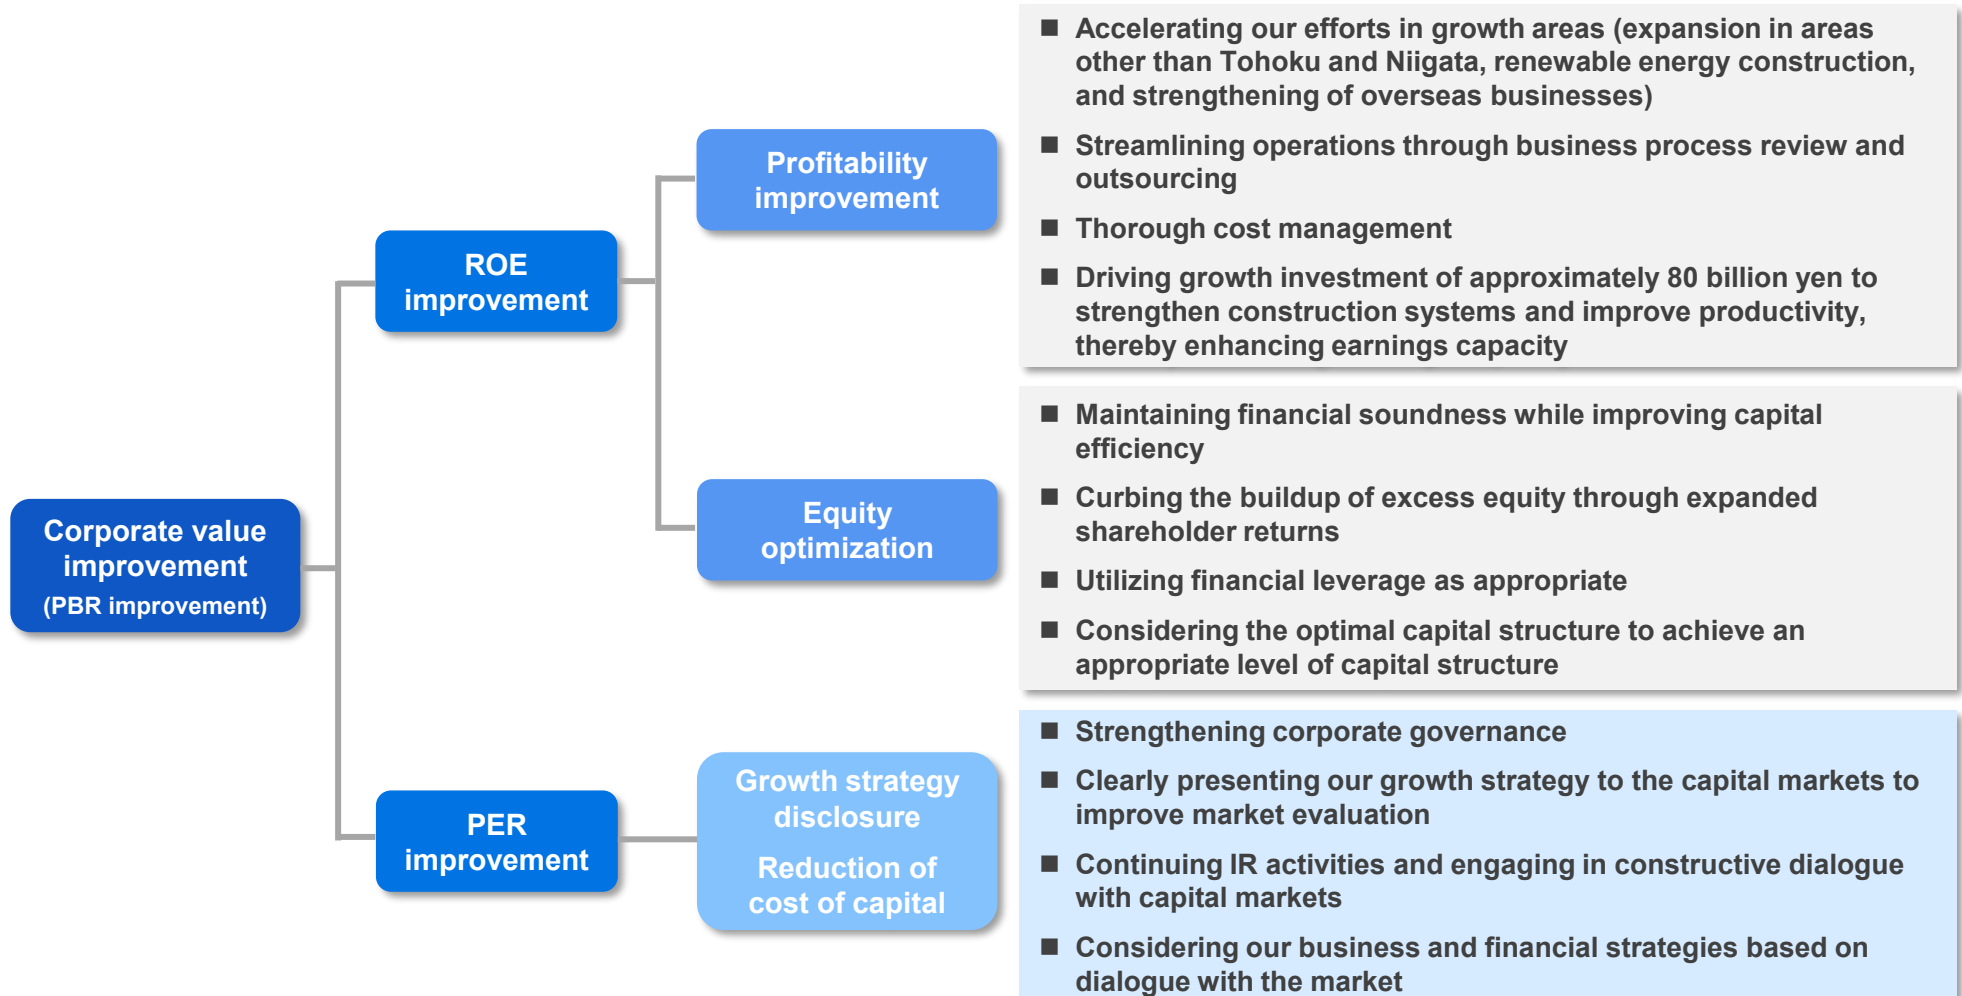 Corporate value
improvement
(PBR improvement)
ROE
improvement
Profitability
improvement
■ Accelerating our efforts in growth areas (expansion in areas
other than Tohoku and Niigata, renewable energy construction,
and strengthening of overseas businesses)
■ Streamlining operations through business process review and
outsourcing
■ Thorough cost management
■ Driving growth investment of approximately 80 billion yen to
strengthen construction systems and improve productivity,
thereby enhancing earnings capacity
Equity
optimization
■ Maintaining financial soundness while improving capital
efficiency
■ Curbing the buildup of excess equity through expanded
shareholder returns
■ Utilizing financial leverage as appropriate
■ Considering the optimal capital structure to achieve an
appropriate level of capital structure
PER
improvement
Growth strategy
disclosure
Reduction of
cost of capital
■ Strengthening corporate governance
■ Clearly presenting our growth strategy to the capital markets to
improve market evaluation
■ Continuing IR activities and engaging in constructive dialogue
with capital markets
■ Considering our business and financial strategies based on
dialogue with the market